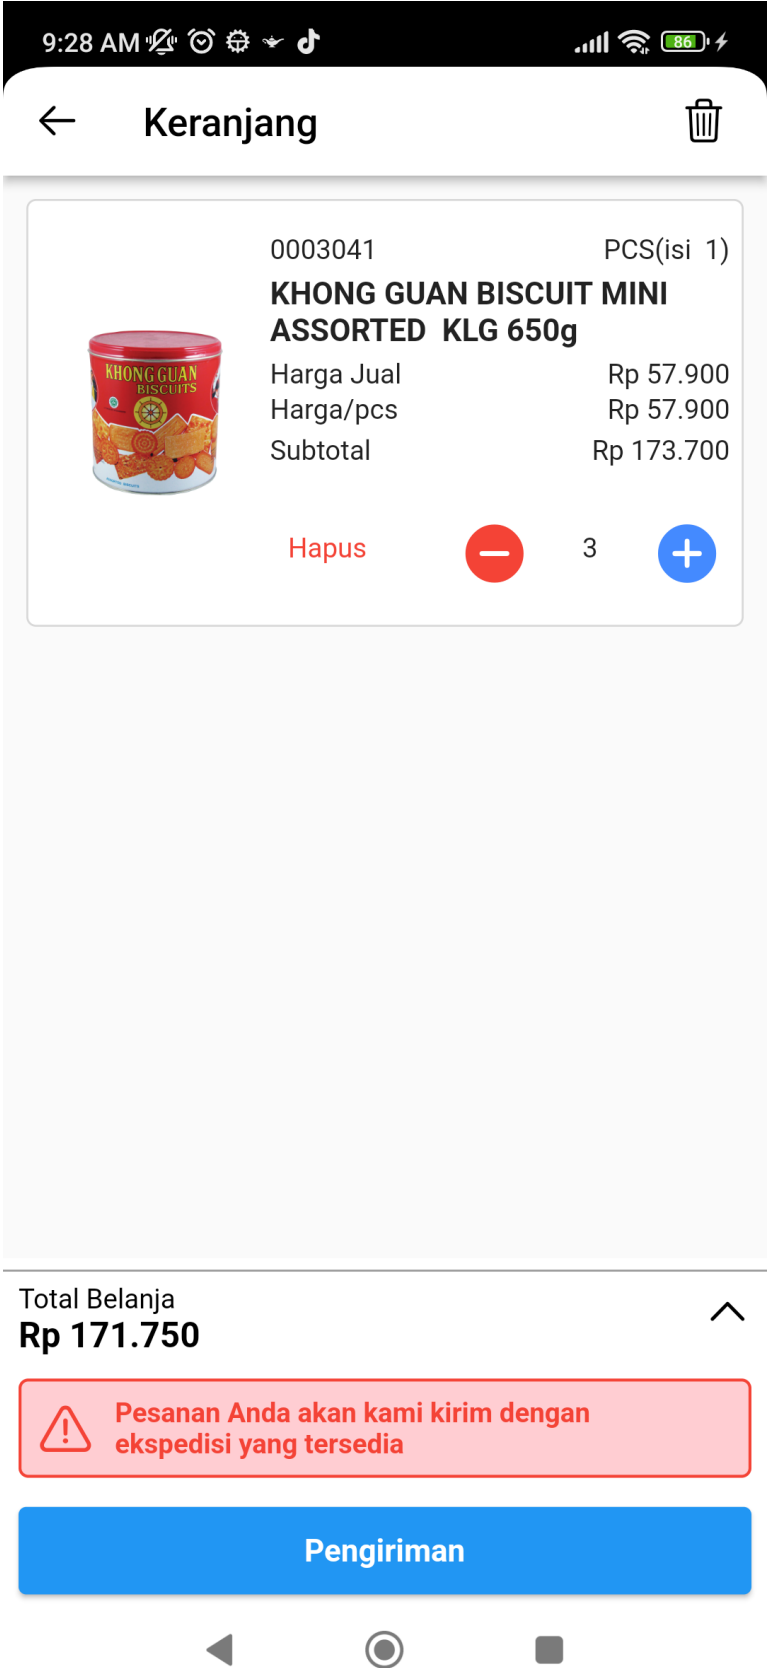 9:28 AM
86
Keranjang
0003041 PCS(isi 1)
KHONG GUAN BISCUIT MINI
ASSORTED KLG 650g
KHONG GUAN
BISCUITS
Harga Jual Rp 57.900
Harga/pcs Rp 57.900
Subtotal Rp 173.700
Hapus 3
Total Belanja
Rp 171.750
Pesanan Anda akan kami kirim dengan
ekspedisi yang tersedia
Pengiriman